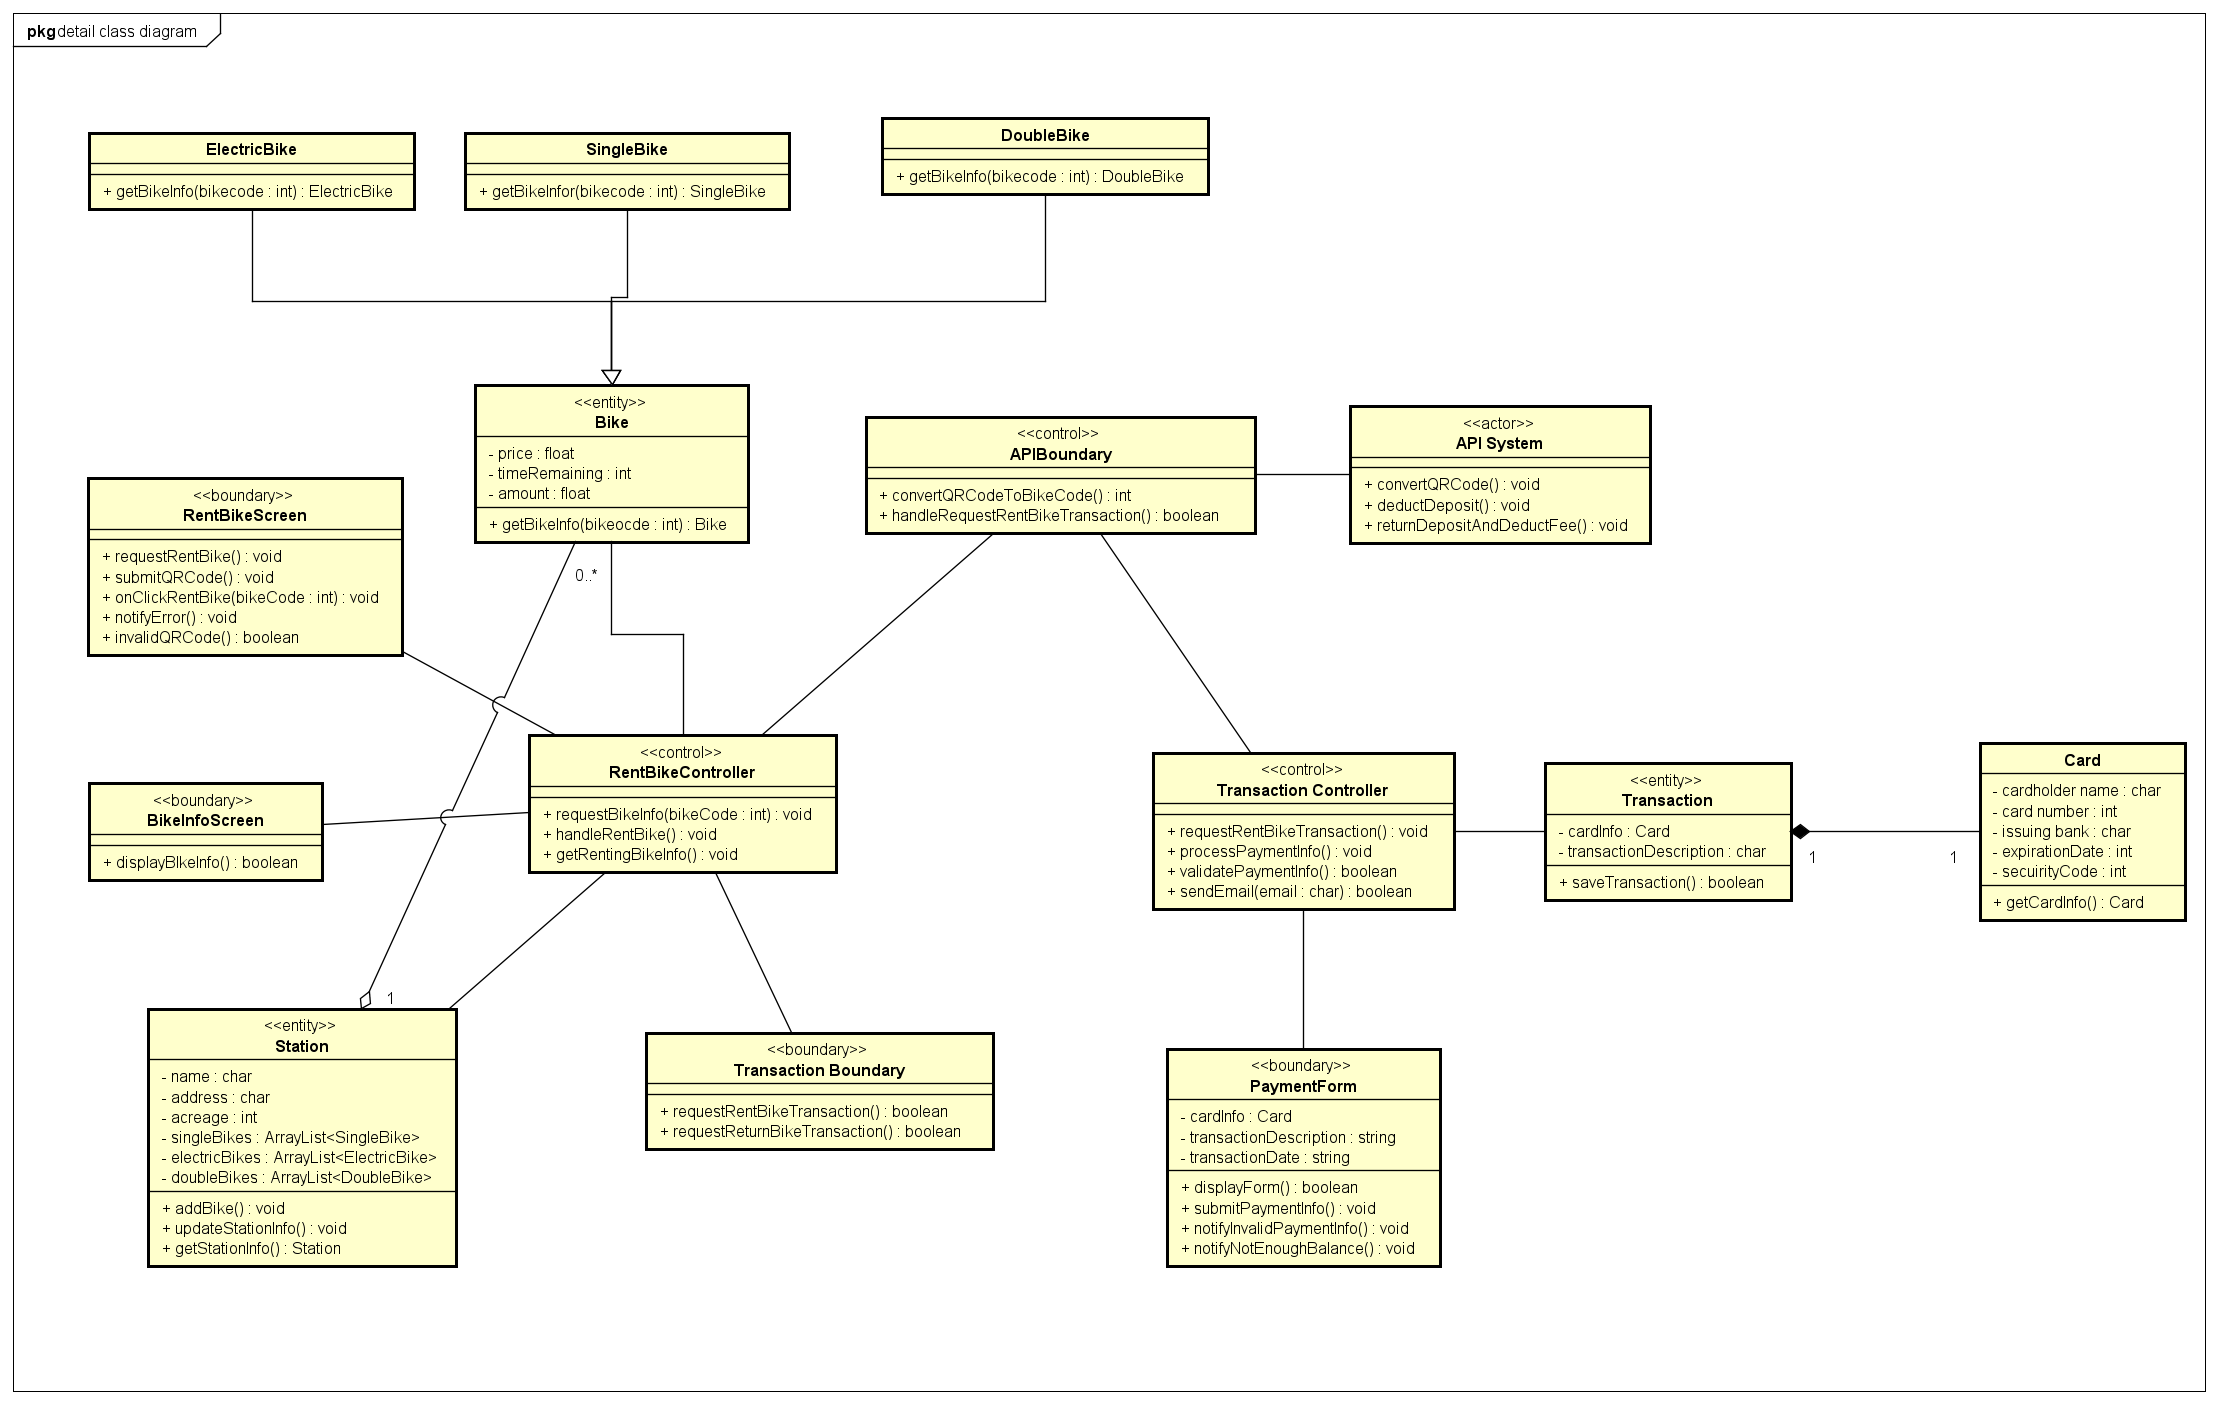 pkg detail class diagram
ElectricBike
+ getBikeInfo(bikecode : int) : ElectricBike
SingleBike
+ getBikeInfor(bikecode : int) : SingleBike
DoubleBike
+ getBikeInfo(bikecode : int) : DoubleBike
<<entity>>
Bike
- price : float
- timeRemaining : int
- amount : float
+ getBikeInfo(bikeocde : int) : Bike
0..*
<<control>>
APIBoundary
+ convertQRCodeToBikeCode() : int
+ handleRequestRentBikeTransaction() : boolean
<<actor>>
API System
+ convertQRCode() : void
+ deductDeposit() : void
+ returnDepositAndDeductFee() : void
<<boundary>>
RentBikeScreen
+ requestRentBike() : void
+ submitQRCode() : void
+ onClickRentBike(bikeCode : int) : void
+ notifyError() : void
+ invalidQRCode() : boolean
<<control>>
RentBikeController
+ requestBikeInfo(bikeCode : int) : void
+ handleRentBike() : void
+ getRentingBikeInfo() : void
<<boundary>>
BikeInfoScreen
+ displayBIkeInfo() : boolean
<<control>>
Transaction Controller
+ requestRentBikeTransaction() : void
+ processPaymentInfo() : void
+ validatePaymentInfo() : boolean
+ sendEmail(email : char) : boolean
<<entity>>
Transaction
- cardInfo : Card
- transactionDescription : char
+ saveTransaction() : boolean
1
1
Card
- cardholder name : char
- card number : int
- issuing bank : char
- expirationDate : int
- secuirityCode : int
+ getCardInfo() : Card
1
<<entity>>
Station
- name : char
- address : char
- acreage : int
- singleBikes : ArrayList<SingleBike>
- electricBikes : ArrayList<ElectricBike>
- doubleBikes : ArrayList<DoubleBike>
+ addBike() : void
+ updateStationInfo() : void
+ getStationInfo() : Station
<<boundary>>
Transaction Boundary
+ requestRentBikeTransaction() : boolean
+ requestReturnBikeTransaction() : boolean
<<boundary>>
PaymentForm
- cardInfo : Card
- transactionDescription : string
- transactionDate : string
+ displayForm() : boolean
+ submitPaymentInfo() : void
+ notifyInvalidPaymentInfo() : void
+ notifyNotEnoughBalance() : void